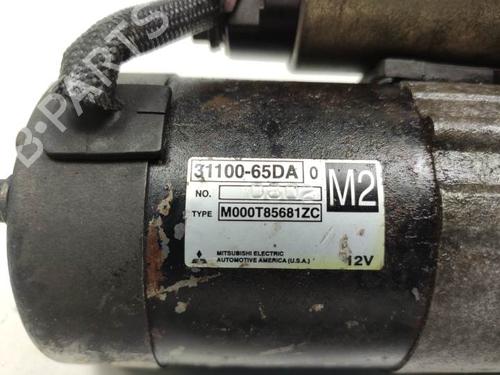 B-PARTS
31100-65DA 0
NO.
M2
TYPE M000T85681ZC
MITSUBISHI ELECTRIC
AUTOMOTIVE AMERICA (U.S.A.)
12V